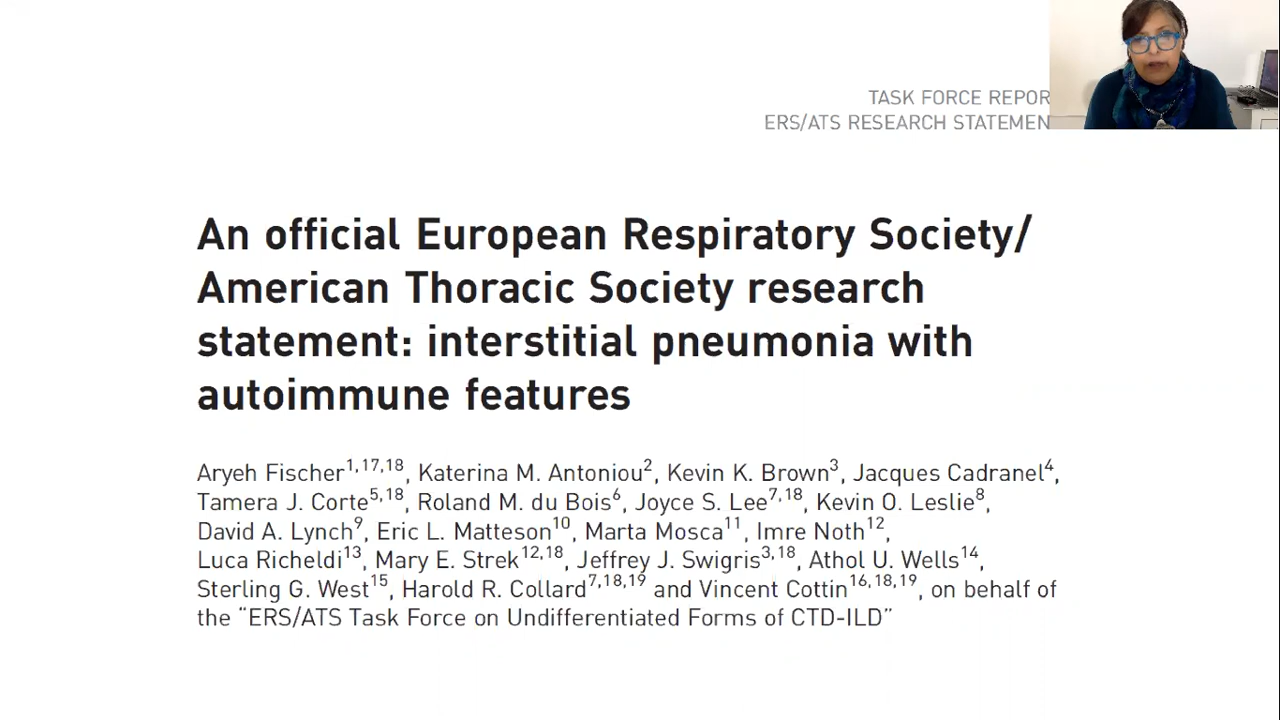 TASK FORCE REPOR
ERS/ATS RESEARCH STATEMEN
An official European Respiratory Society/
American Thoracic Society research
statement: interstitial pneumonia with
autoimmune features
Aryeh Fischer1,17,18, Katerina M. Antoniou2, Kevin K. Brown3, Jacques Cadranel4,
Tamera J. Corte5,18, Roland M. du Bois6, Joyce S. Lee7,18, Kevin O. Leslie8,
David A. Lynch9, Eric L. Matteson10, Marta Mosca11, Imre Noth12,
Luca Richeldi13, Mary E. Strek12,18, Jeffrey J. Swigris3,18, Athol U. Wells14,
Sterling G. West15, Harold R. Collard7,18,19 and Vincent Cottin16,18,19, on behalf of
the “ERS/ATS Task Force on Undifferentiated Forms of CTD-ILD”